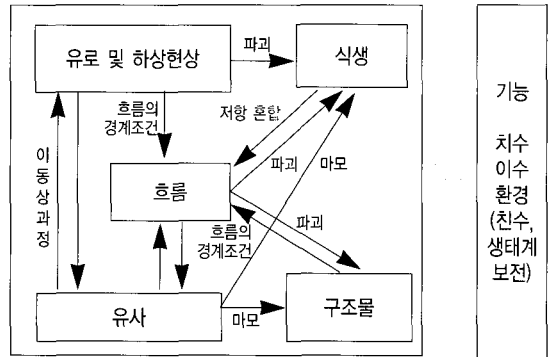 유로 및 하상현상
파괴
식생
기능
흐름의
경계조건
저항 혼합
이동상과정
치수
이수
환경
(친수,
생태계
보전)
흐름
파괴
마모
파괴
흐름의
경계조건
유사
마모
구조물